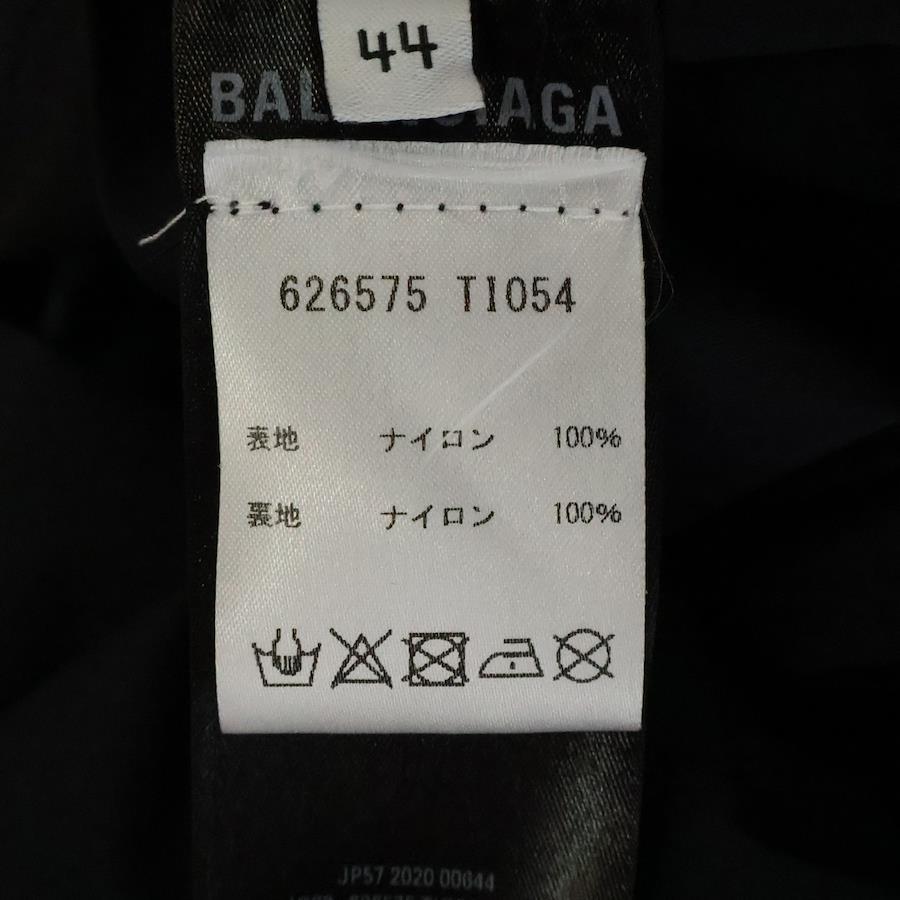 44
BAL IAGA
626575 TIO54
表地 ナイロン 100%
裏地 ナイロン 100%
JP57 2020 00644